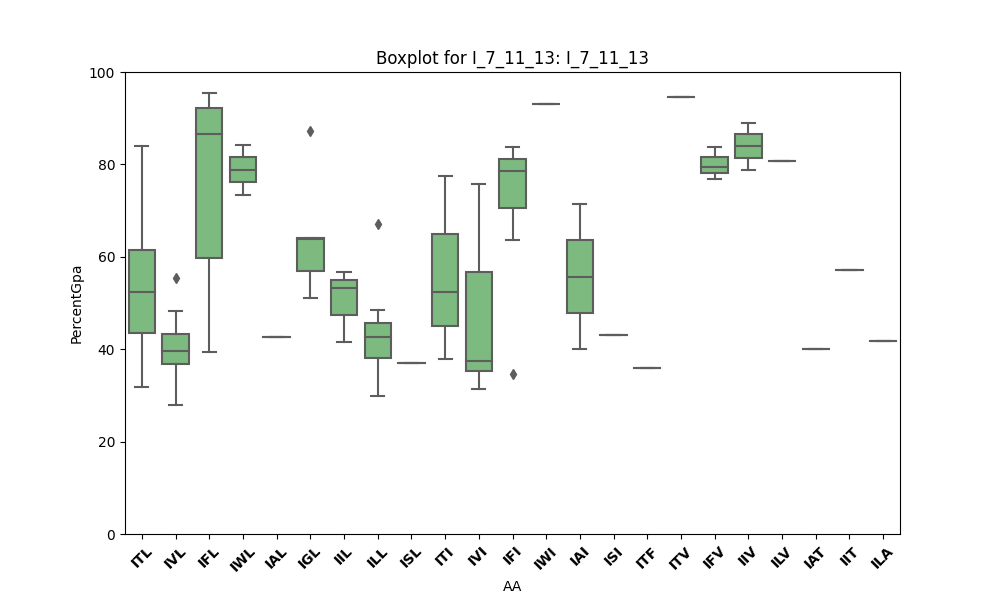 Boxplot for I_7_11_13: I_7_11_13
PercentGpa
100
80
60
40
20
0
ITL IVL IFL IWL IAL IGL IIL ILL ISL ITI IVI IFI IWI IAI ISI ITF ITV IFV IIV ILV IAT IIT ILA
AA